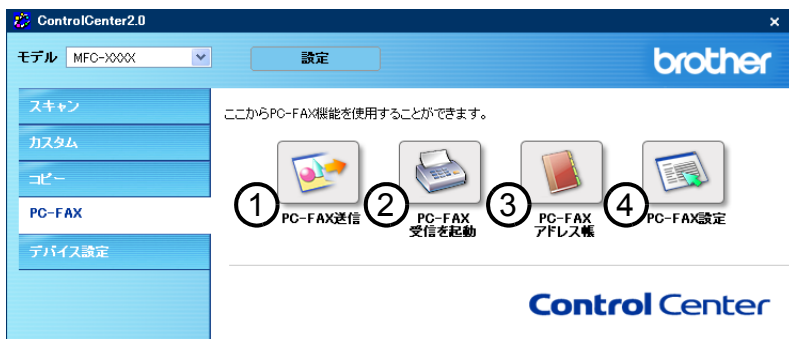 ControlCenter2.0
モデル MFC-XXXX 設定 brother
スキャン
カスタム
コピー
PC-FAX
デバイス設定
ここからPC-FAX機能を使用することができます。
① PC-FAX送信
② PC-FAX
受信を起動
③ PC-FAX
アドレス帳
④ PC-FAX設定
Control Center